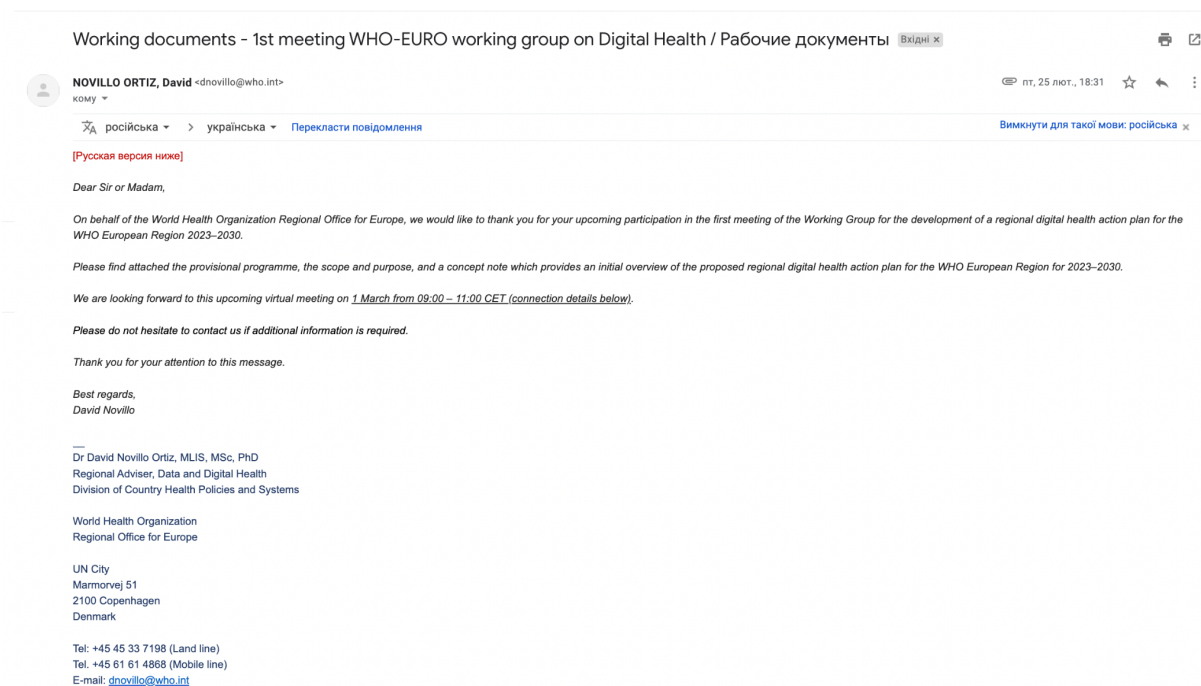 Working documents - 1st meeting WHO-EURO working group on Digital Health / Рабочие документы Вхідні ×
NOVILLO ORTIZ, David <dnovillo@who.int>
пт, 25 лют., 18:31
кому
російська > українська Перекласти повідомлення
Вимкнути для такої мови: російська ×
[Русская версия ниже]
Dear Sir or Madam,
On behalf of the World Health Organization Regional Office for Europe, we would like to thank you for your upcoming participation in the first meeting of the Working Group for the development of a regional digital health action plan for the
WHO European Region 2023–2030.
Please find attached the provisional programme, the scope and purpose, and a concept note which provides an initial overview of the proposed regional digital health action plan for the WHO European Region for 2023–2030.
We are looking forward to this upcoming virtual meeting on 1 March from 09:00 – 11:00 CET (connection details below).
Please do not hesitate to contact us if additional information is required.
Thank you for your attention to this message.
Best regards,
David Novillo
__
Dr David Novillo Ortiz, MLIS, MSc, PhD
Regional Adviser, Data and Digital Health
Division of Country Health Policies and Systems
World Health Organization
Regional Office for Europe
UN City
Marmorvej 51
2100 Copenhagen
Denmark
Tel: +45 45 33 7198 (Land line)
Tel. +45 61 61 4868 (Mobile line)
E-mail: dnovillo@who.int